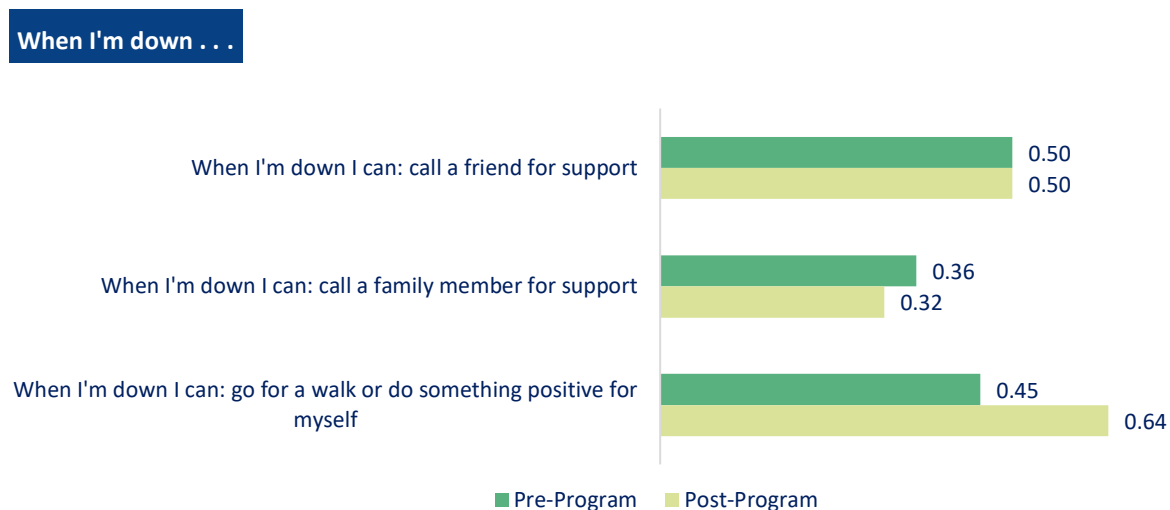 When I'm down . . .
When I'm down I can: call a friend for support
0.50
0.50
When I'm down I can: call a family member for support
0.36
0.32
When I'm down I can: go for a walk or do something positive for
myself
0.45
0.64
Pre-Program
Post-Program